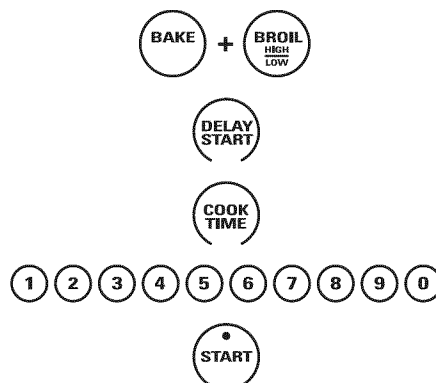 BAKE + BROIL
HIGH
LOW
DELAY
START
COOK
TIME
1 2 3 4 5 6 7 8 9 0
START